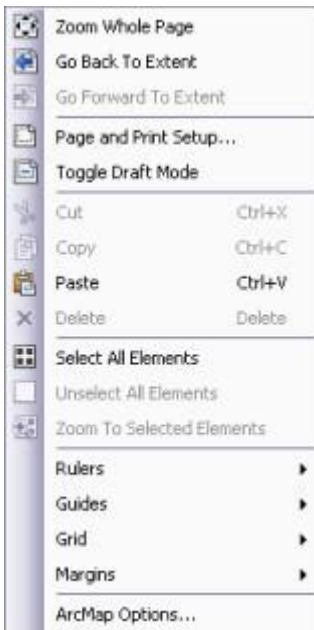 Zoom Whole Page
Go Back To Extent
Go Forward To Extent
Page and Print Setup...
Toggle Draft Mode
Cut Ctrl+X
Copy Ctrl+C
Paste Ctrl+V
Delete Delete
Select All Elements
Unselect All Elements
Zoom To Selected Elements
Rulers
Guides
Grid
Margins
ArcMap Options...